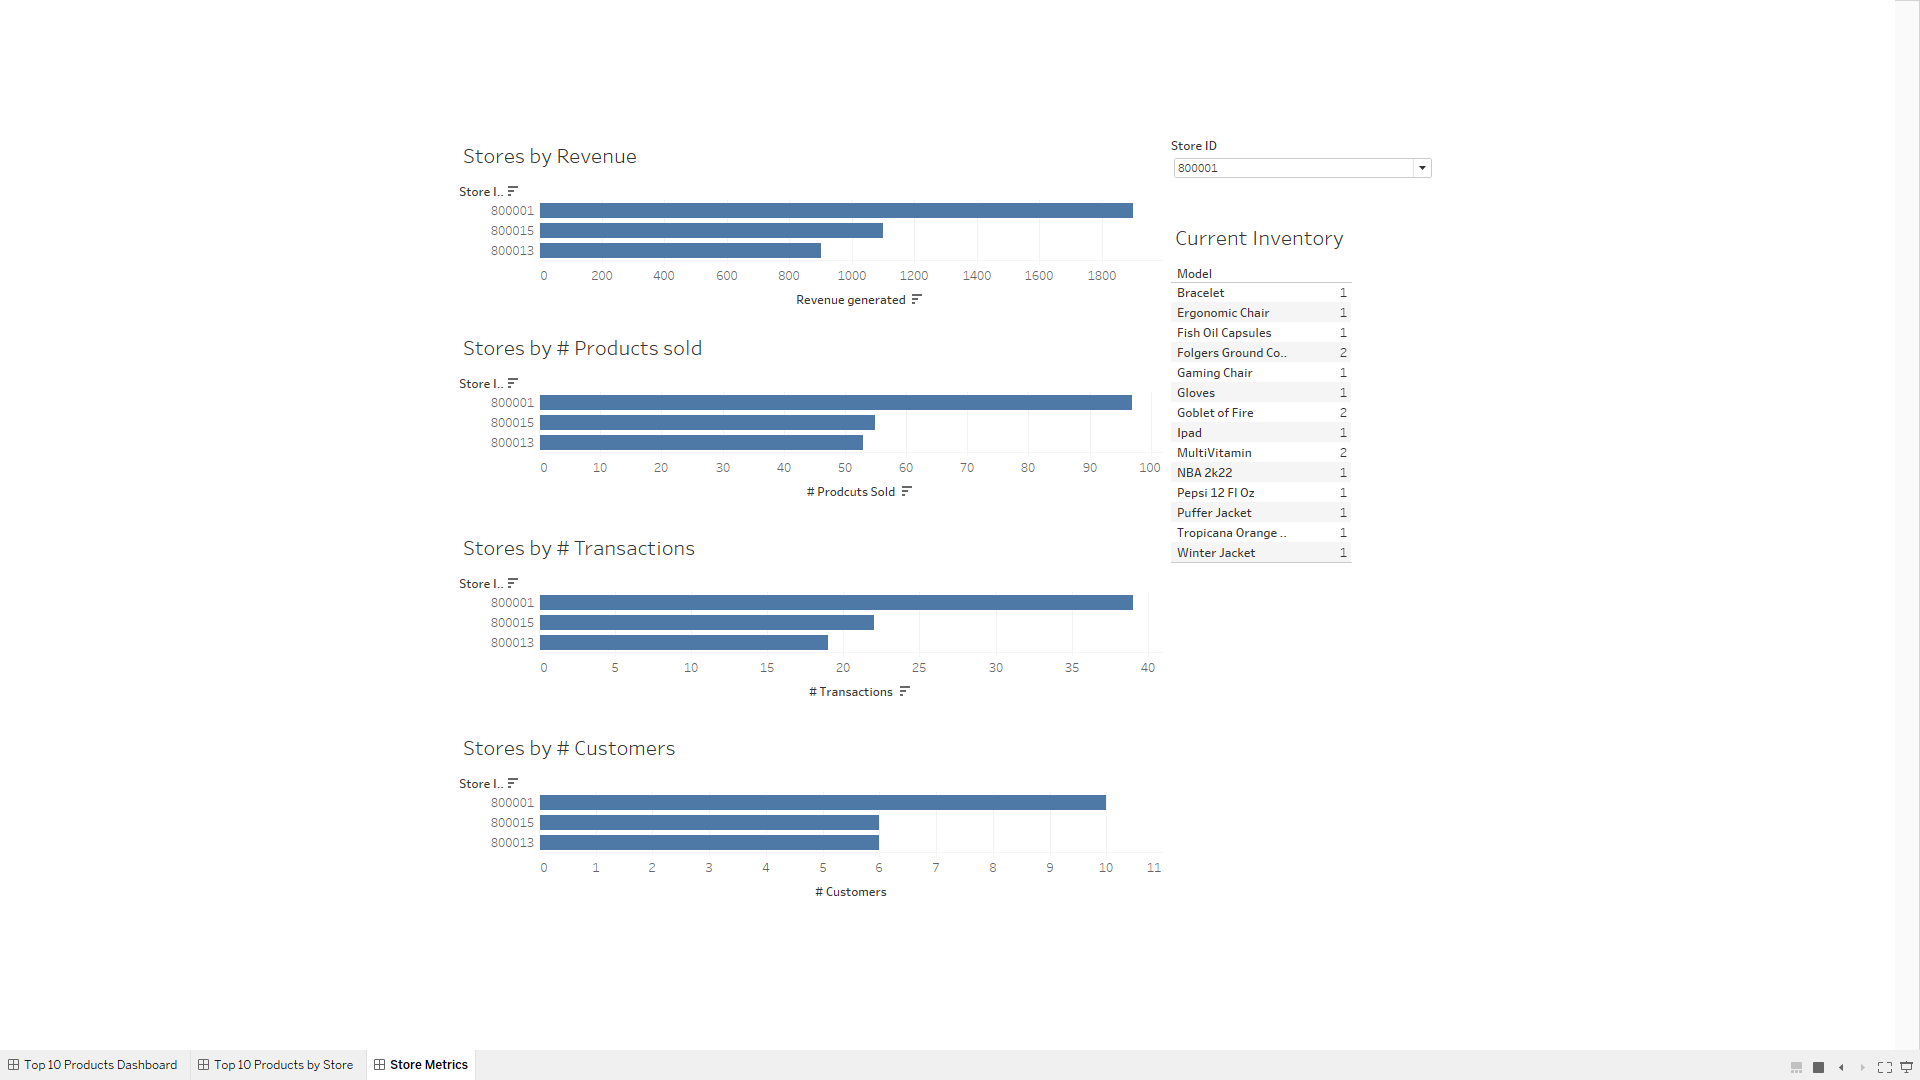 Stores by Revenue
Store I..
800001
800015
800013
0 200 400 600 800 1000 1200 1400 1600 1800
Revenue generated
Stores by # Products sold
Store I..
800001
800015
800013
0 10 20 30 40 50 60 70 80 90 100
# Prodcuts Sold
Stores by # Transactions
Store I..
800001
800015
800013
0 5 10 15 20 25 30 35 40
# Transactions
Stores by # Customers
Store I..
800001
800015
800013
0 1 2 3 4 5 6 7 8 9 10 11
# Customers
Store ID
800001
Current Inventory
Model
Bracelet 1
Ergonomic Chair 1
Fish Oil Capsules 1
Folgers Ground Co.. 2
Gaming Chair 1
Gloves 1
Goblet of Fire 2
Ipad 1
MultiVitamin 2
NBA 2k22 1
Pepsi 12 Fl Oz 1
Puffer Jacket 1
Tropicana Orange .. 1
Winter Jacket 1
Top 10 Products Dashboard Top 10 Products by Store Store Metrics